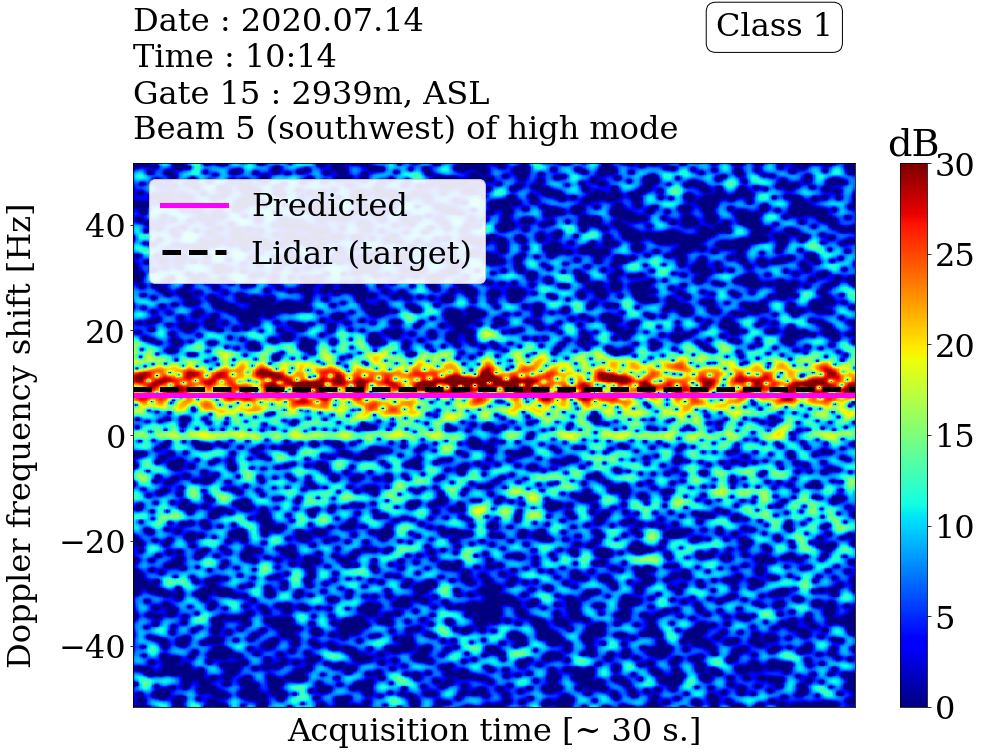 Date : 2020.07.14
Time : 10:14
Gate 15 : 2939m, ASL
Beam 5 (southwest) of high mode
Class 1
dB
Predicted
Lidar (target)
Doppler frequency shift [Hz]
40
20
0
−20
−40
30
25
20
15
10
5
0
Acquisition time [~ 30 s.]